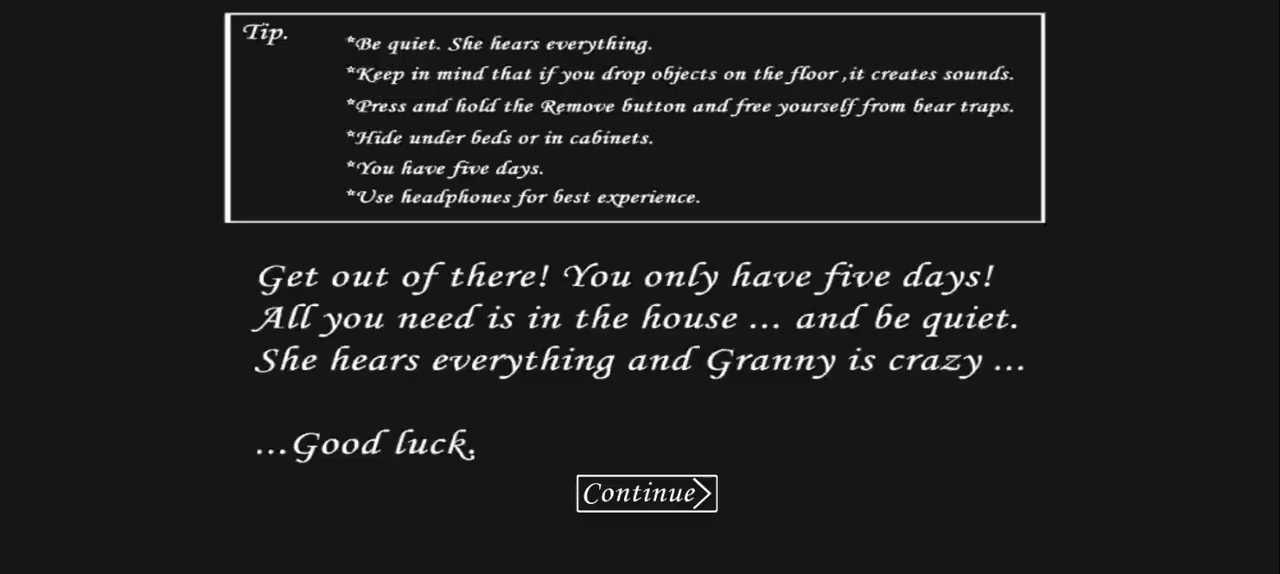 Tip.
*Be quiet. She hears everything.
*Keep in mind that if you drop objects on the floor ,it creates sounds.
*Press and hold the Remove button and free yourself from bear traps.
*Hide under beds or in cabinets.
*You have five days.
*Use headphones for best experience.
Get out of there! You only have five days!
All you need is in the house ... and be quiet.
She hears everything and Granny is crazy ...
...Good luck.
Continue>